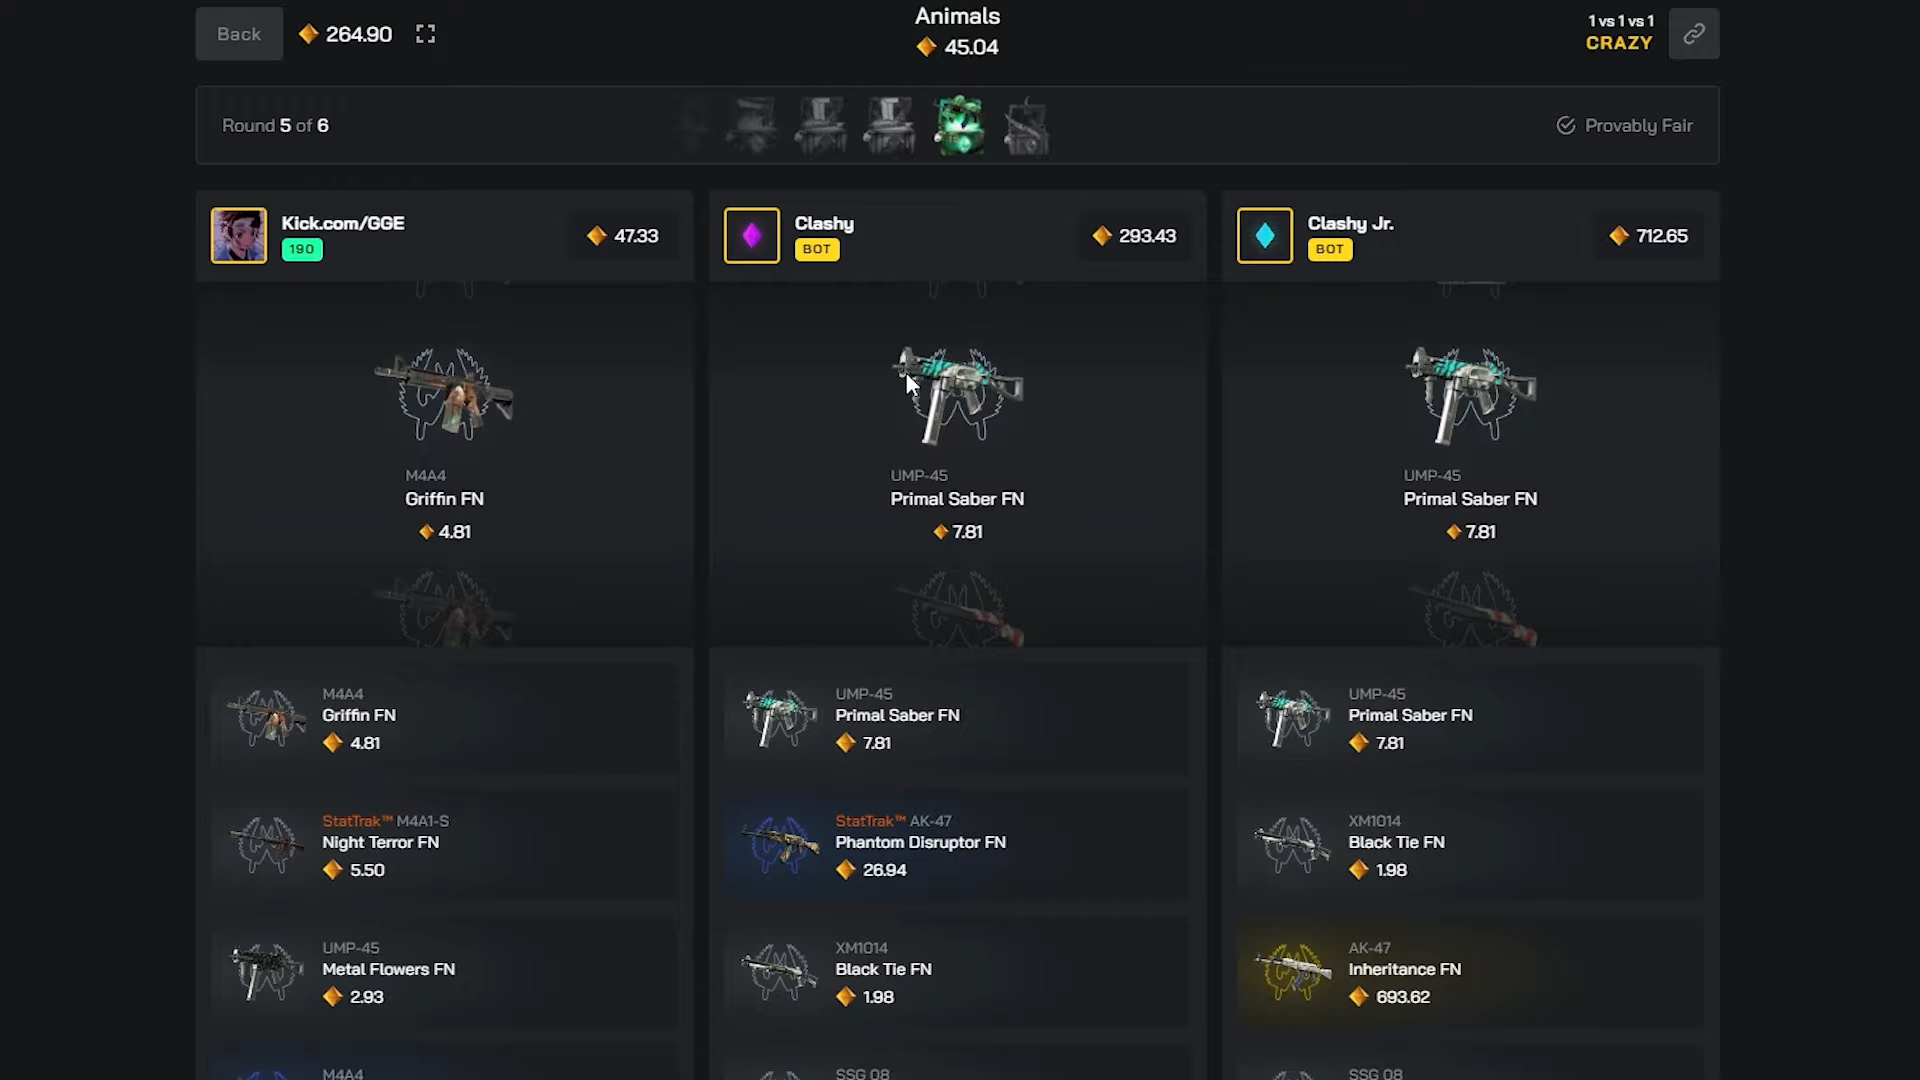 Back
264.90
Animals
45.04
1 vs 1 vs 1
CRAZY
Round 5 of 6
Provably Fair
Kick.com/GGE
190
47.33
Clashy
BOT
293.43
Clashy Jr.
BOT
712.65
M4A4
Griffin FN
4.81
UMP-45
Primal Saber FN
7.81
UMP-45
Primal Saber FN
7.81
M4A4
Griffin FN
4.81
UMP-45
Primal Saber FN
7.81
UMP-45
Primal Saber FN
7.81
StatTrak™ M4A1-S
Night Terror FN
5.50
StatTrak™ AK-47
Phantom Disruptor FN
26.94
XM1014
Black Tie FN
1.98
UMP-45
Metal Flowers FN
2.93
XM1014
Black Tie FN
1.98
AK-47
Inheritance FN
693.62
M4A4
SSG 08
SSG 08